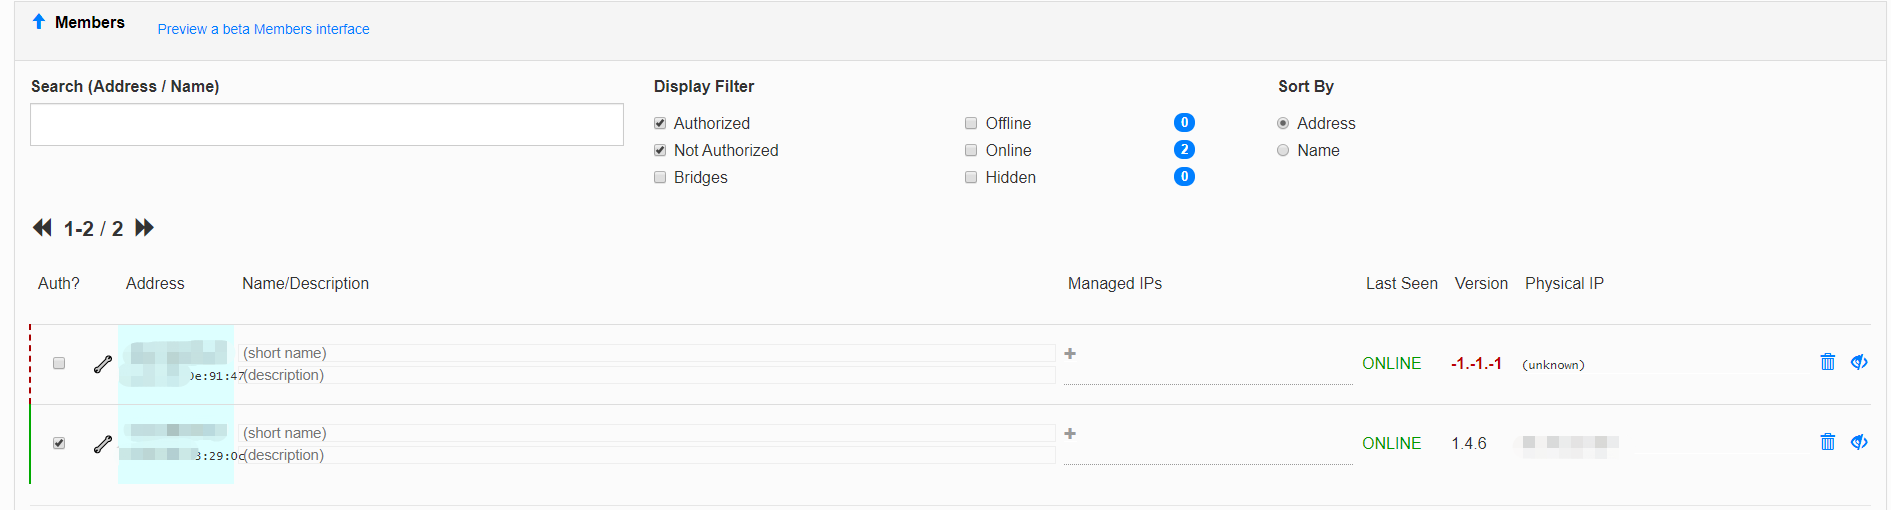 Members Preview a beta Members interface
Search (Address / Name) Display Filter Sort By
Authorized Offline 0 Address
Not Authorized Online 2 Name
Bridges Hidden 0
1-2 / 2
Auth? Address Name/Description Managed IPs Last Seen Version Physical IP
(short name) +
ONLINE -1.-1.-1 (unknown)
e:91:47 (description)
(short name) +
ONLINE 1.4.6
3:29:0c (description)